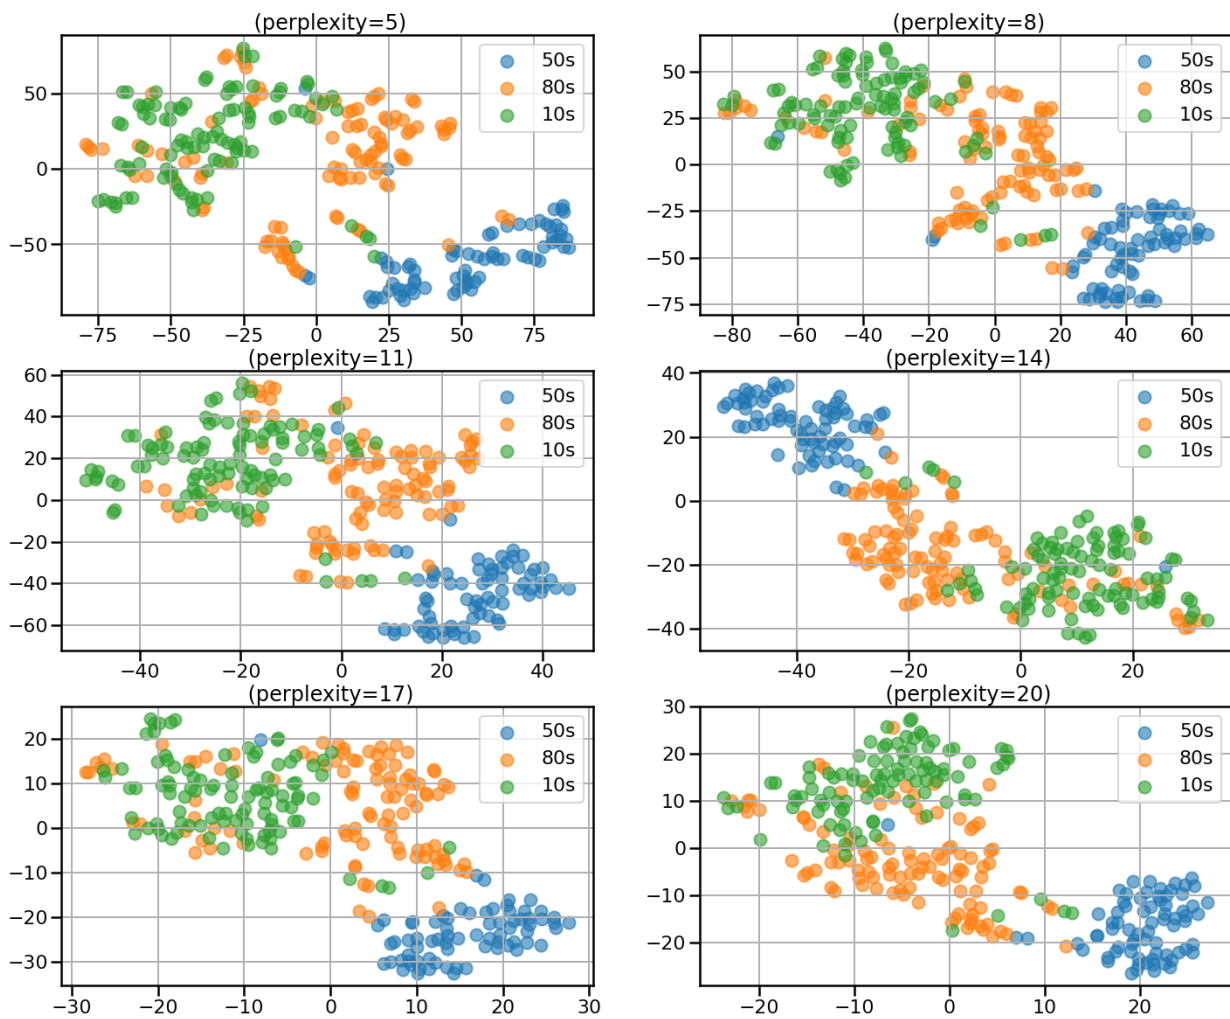 (perplexity=5)
50s
80s
10s
50
0
−50
−75 −50 −25 0 25 50 75
(perplexity=8)
50s
80s
10s
50
25
0
−25
−50
−75
−80 −60 −40 −20 0 20 40 60
(perplexity=11)
50s
80s
10s
60
40
20
0
−20
−40
−60
−40 −20 0 20 40
(perplexity=14)
50s
80s
10s
40
20
0
−20
−40
−40 −20 0 20
(perplexity=17)
50s
80s
10s
20
10
0
−10
−20
−30
−30 −20 −10 0 10 20 30
(perplexity=20)
50s
80s
10s
30
20
10
0
−10
−20
−20 −10 0 10 20